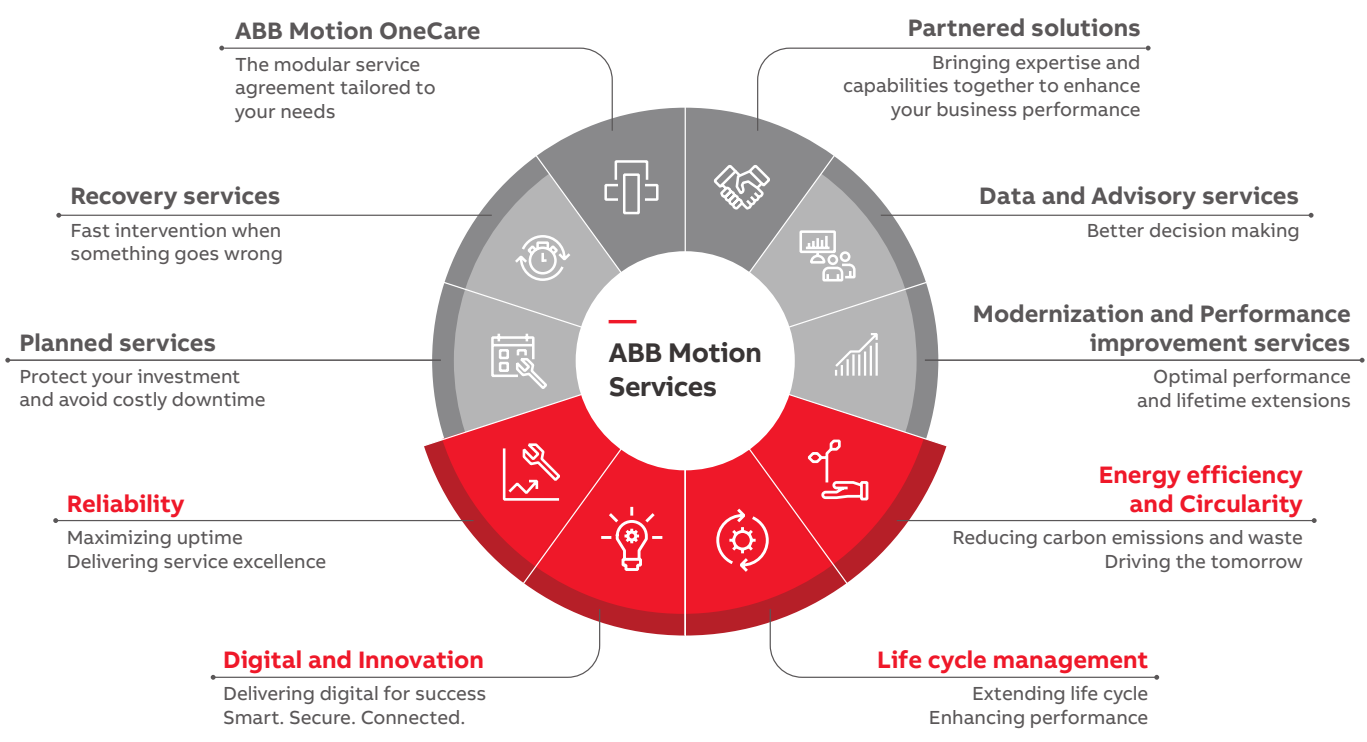 ABB Motion OneCare
The modular service
agreement tailored to
your needs
Partnered solutions
Bringing expertise and
capabilities together to enhance
your business performance
Recovery services
Fast intervention when
something goes wrong
Data and Advisory services
Better decision making
Planned services
Protect your investment
and avoid costly downtime
ABB Motion
Services
Modernization and Performance
improvement services
Optimal performance
and lifetime extensions
Reliability
Maximizing uptime
Delivering service excellence
Energy efficiency
and Circularity
Reducing carbon emissions and waste
Driving the tomorrow
Digital and Innovation
Delivering digital for success
Smart. Secure. Connected.
Life cycle management
Extending life cycle
Enhancing performance